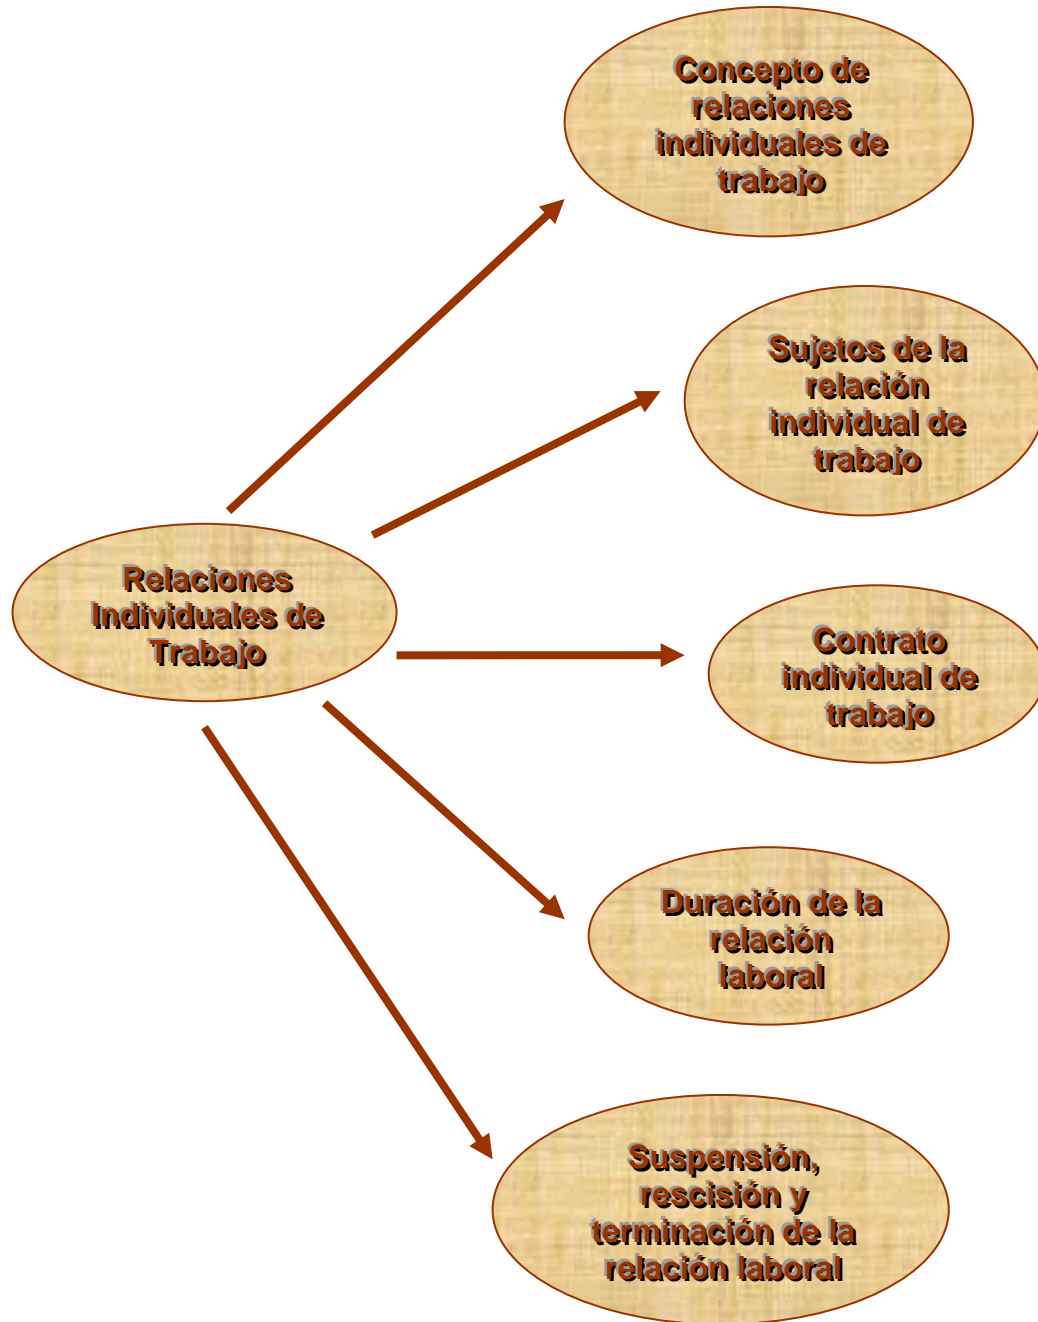 Concepto de
relaciones
individuales de
trabajo
Sujetos de la
relación
individual de
trabajo
Relaciones
Individuales de
Trabajo
Contrato
individual de
trabajo
Duración de la
relación
laboral
Suspensión,
rescisión y
terminación de la
relación laboral